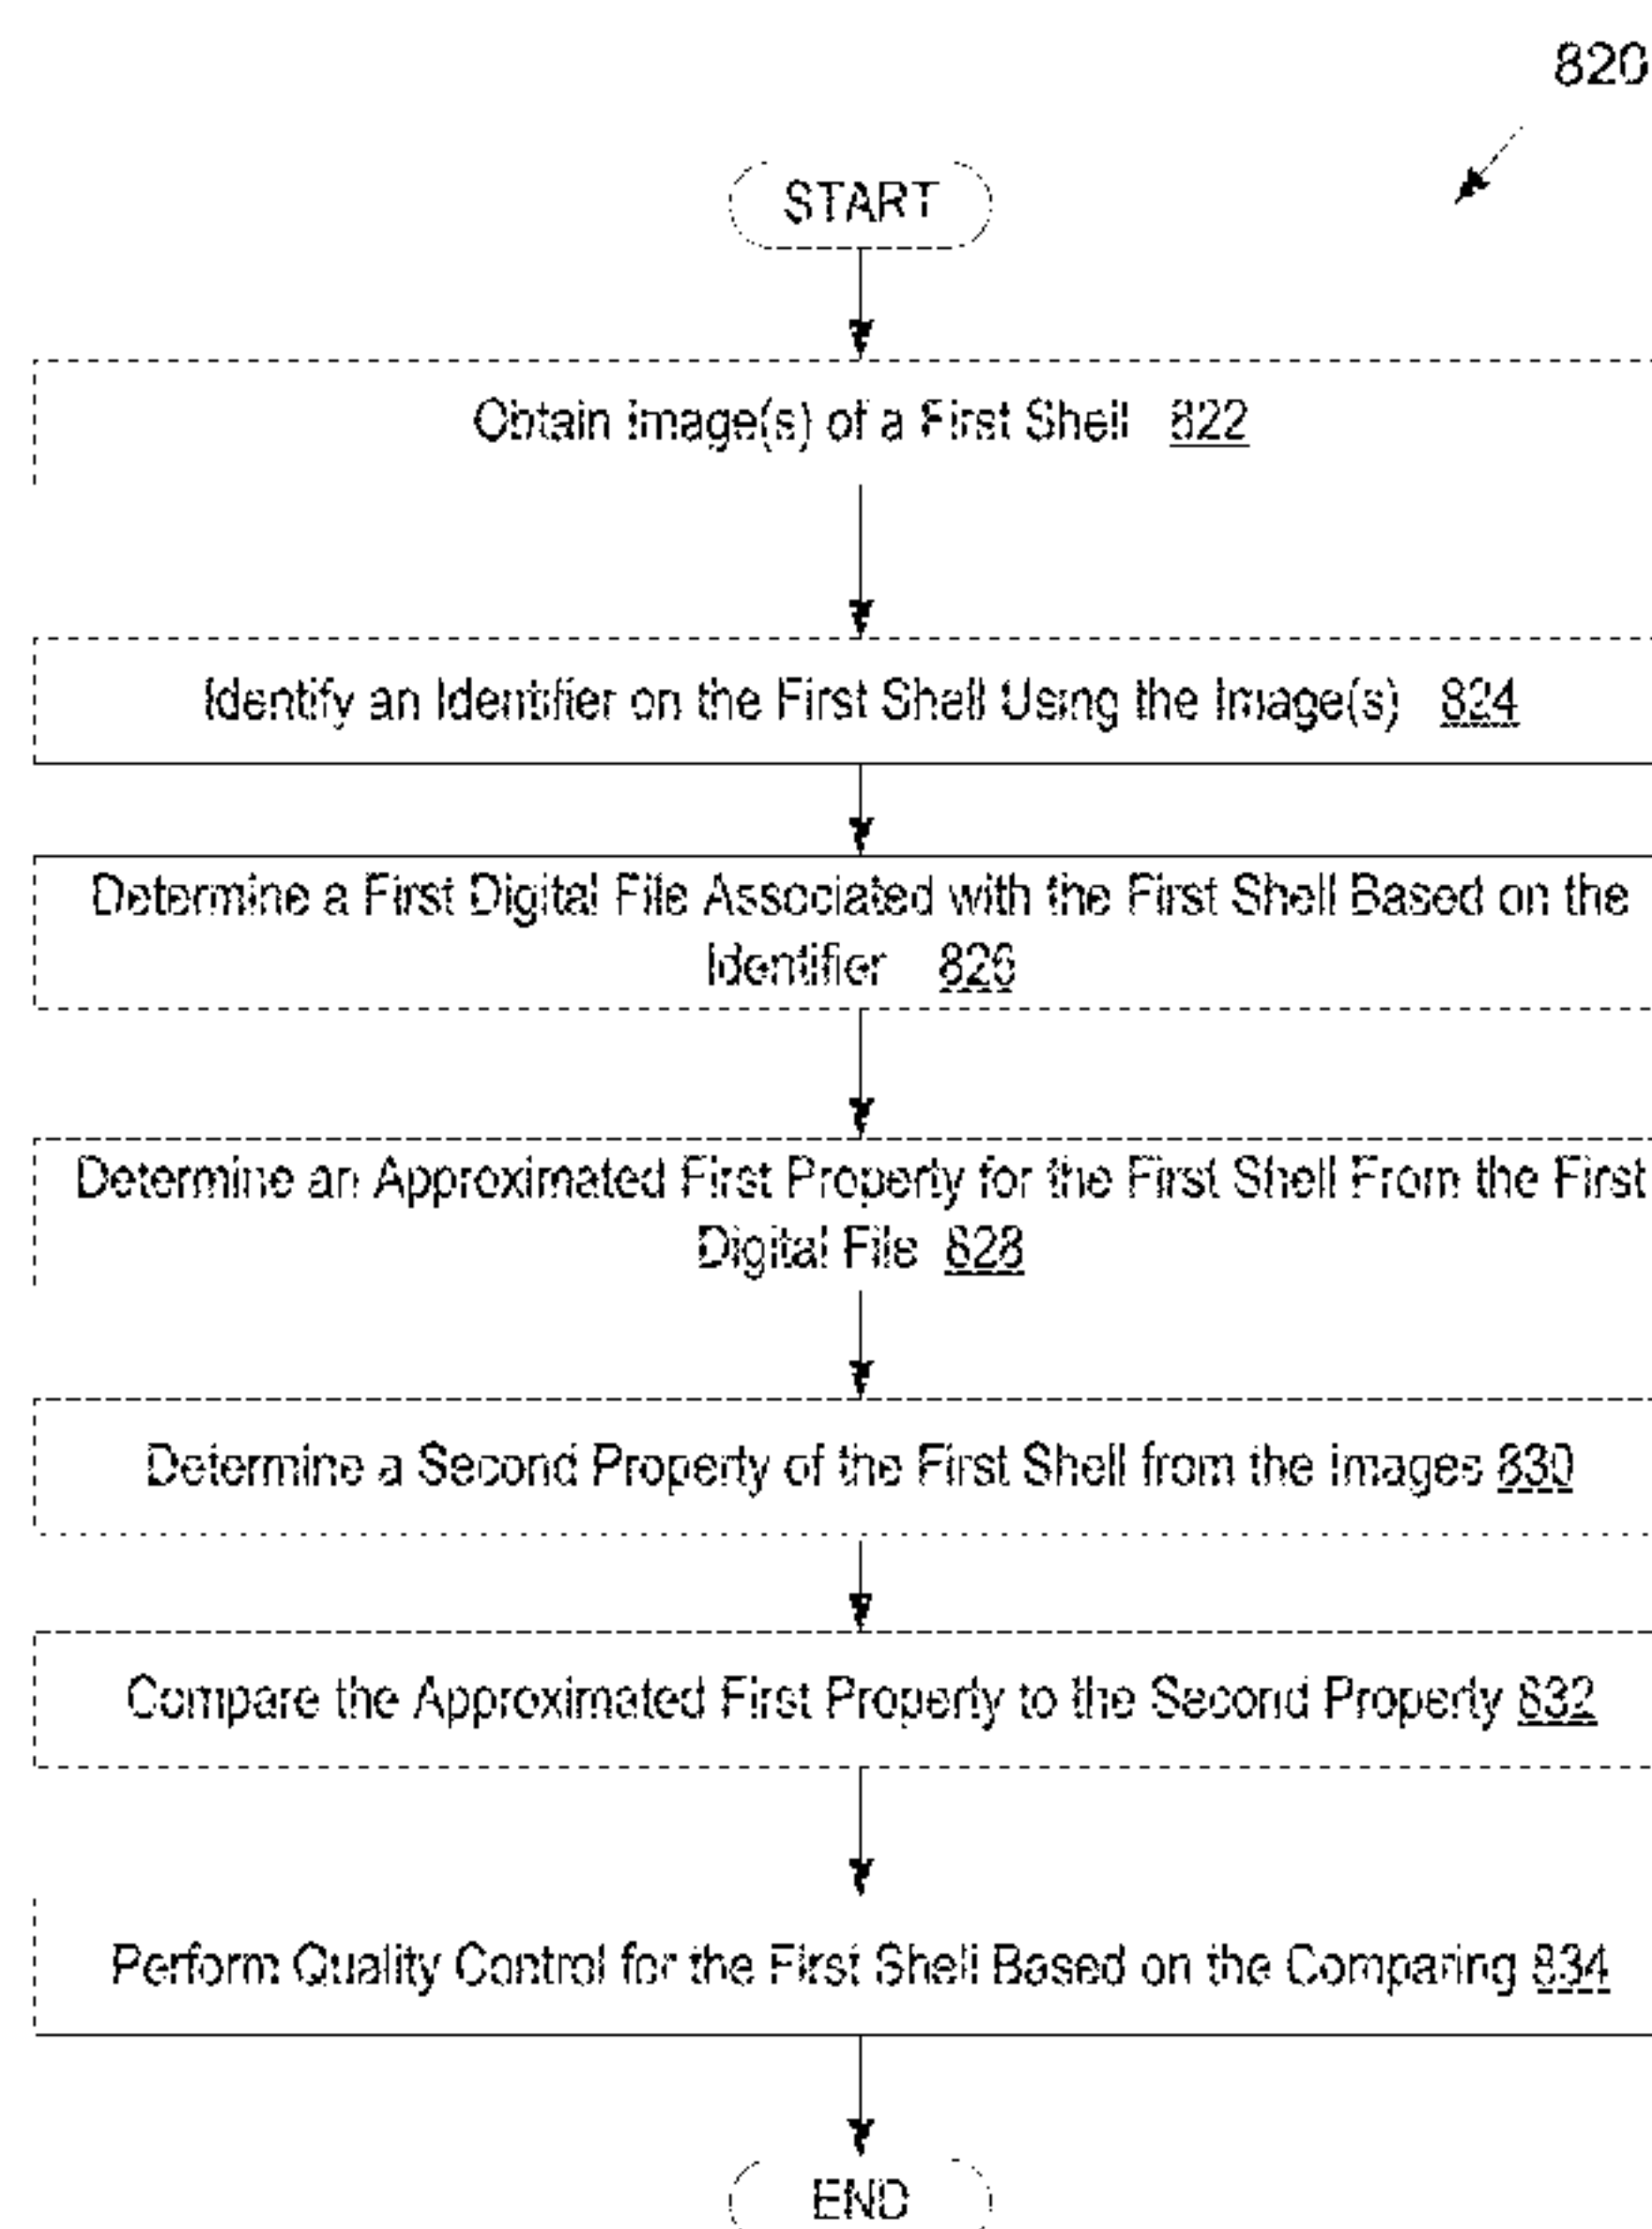 820
START
Obtain Image(s) of a First Shell 822
Identify an Identifier on the First Shell Using the Image(s) 824
Determine a First Digital File Associated with the First Shell Based on the
Identifier 826
Determine an Approximated First Property for the First Shell From the First
Digital File 828
Determine a Second Property of the First Shell from the Images 830
Compare the Approximated First Property to the Second Property 832
Perform Quality Control for the First Shell Based on the Comparing 834
END